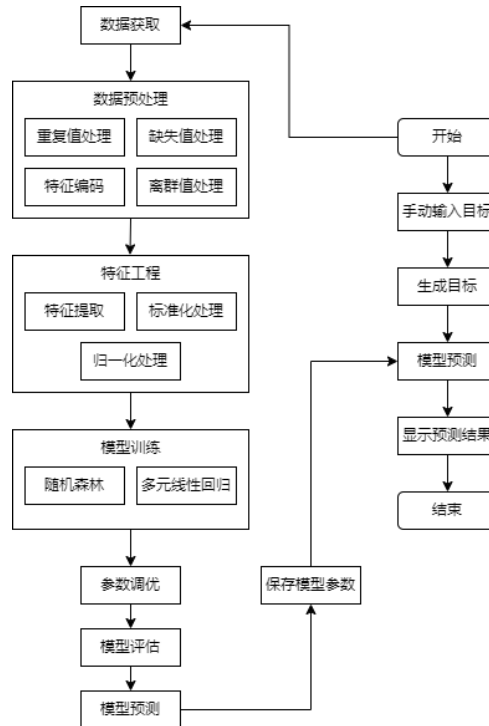 数据获取
数据预处理
重复值处理
缺失值处理
特征编码
离群值处理
特征工程
特征提取
标准化处理
归一化处理
模型训练
随机森林
多元线性回归
参数调优
模型评估
模型预测
保存模型参数
开始
手动输入目标
生成目标
模型预测
显示预测结果
结束